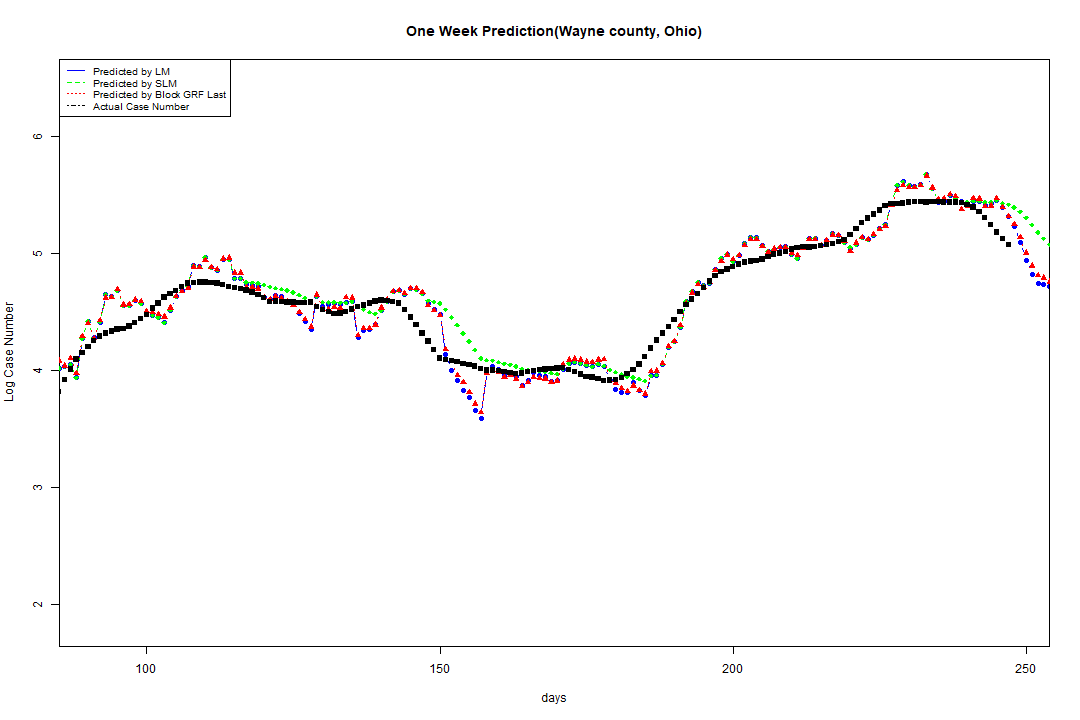 One Week Prediction(Wayne county, Ohio)
Predicted by LM
Predicted by SLM
Predicted by Block GRF Last
Actual Case Number
6
5
4
3
2
Log Case Number
100 150 200 250
days